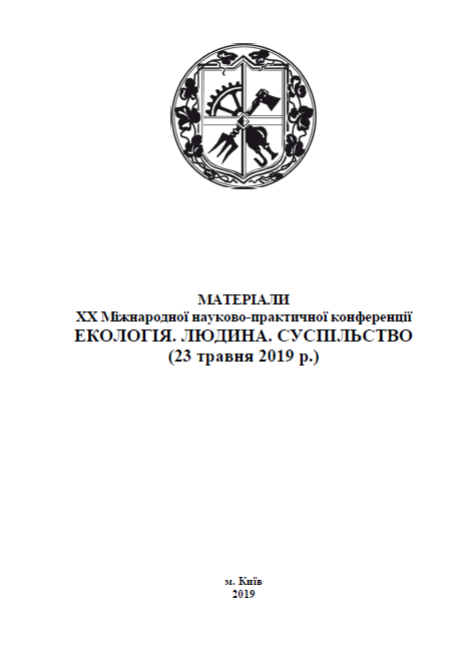 МАТЕРІАЛИ
XX Міжнародної науково-практичної конференції
ЕКОЛОГІЯ. ЛЮДИНА. СУСПІЛЬСТВО
(23 травня 2019 р.)
м. Київ
2019